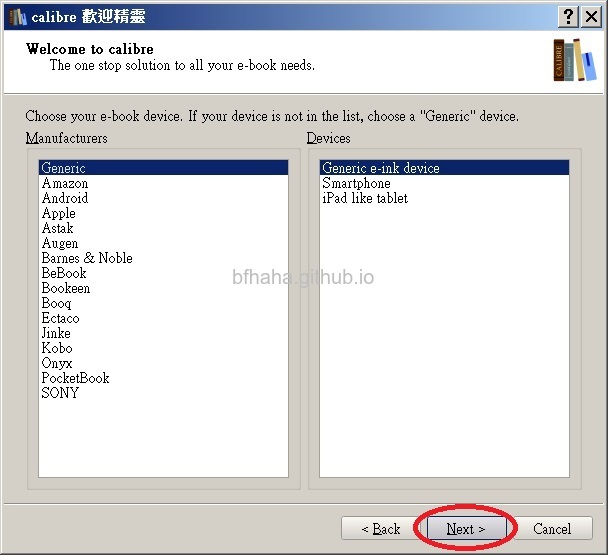 calibre 歡迎精靈
Welcome to calibre
The one stop solution to all your e-book needs.
CALIBRE
Choose your e-book device. If your device is not in the list, choose a "Generic" device.
Manufacturers
Devices
Generic
Amazon
Android
Apple
Astak
Augen
Barnes & Noble
BeBook
Bookeen
Booq
Ectaco
Jinke
Kobo
Onyx
PocketBook
SONY
Generic e-ink device
Smartphone
iPad like tablet
bfhaha.github.io
< Back
Next >
Cancel